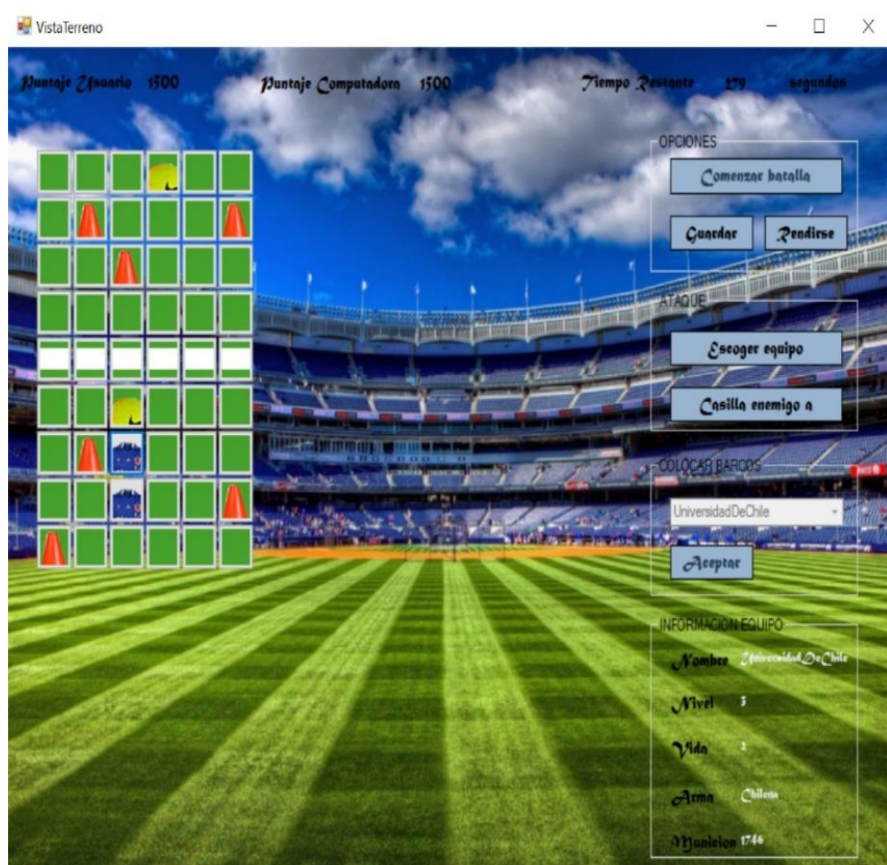 VistaTerreno
Puntaje Usuario 1500 Puntaje Computadora 1500 Tiempo Restante 279 segundos
OPCIONES
Comenzar batalla
Guardar Rendirse
ATAQUE
Escoger equipo
Casilla enemigo a
COLOCAR BARCOS
UniversidadDeChile
Aceptar
INFORMACION EQUIPO
Nombre UniversidadDeChile
Nivel
Vida
Arma Chilena
Municion 1746